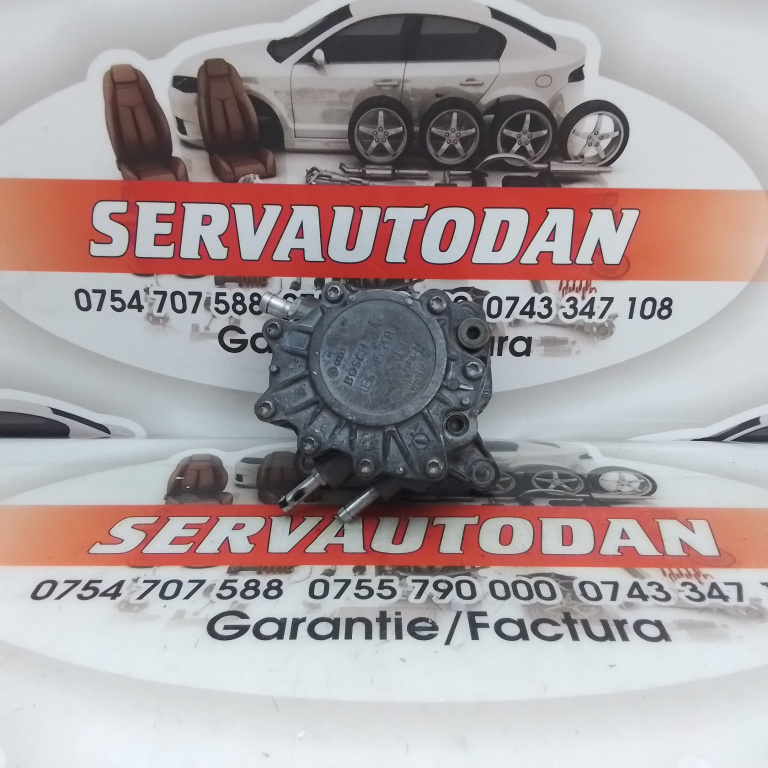 SERVAUTODAN
0754 707 588 0743 347 108
BOSCH
SERVAUTODAN
0754 707 588 0755 790 000 0743 347
Garantie/Factura